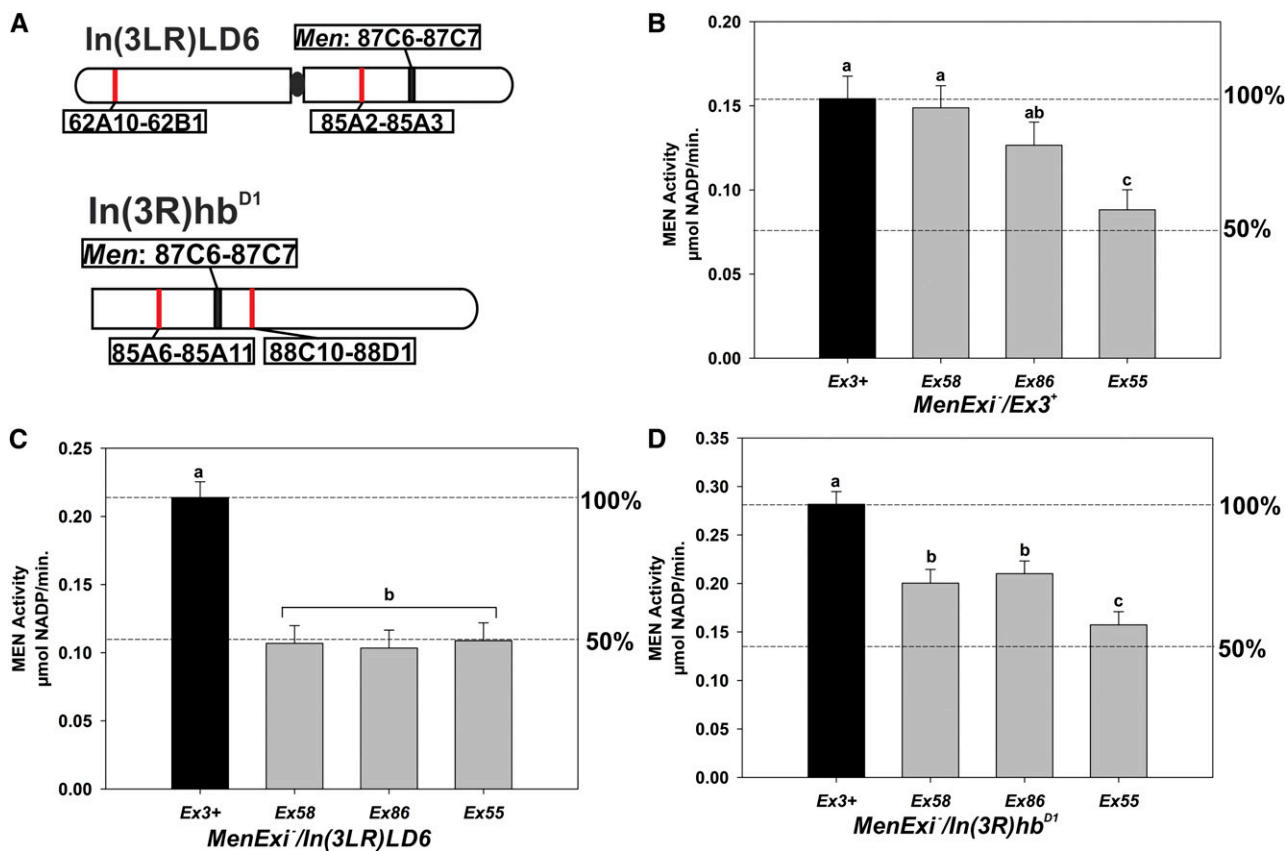 A
In(3LR)LD6
Men: 87C6-87C7
62A10-62B1
85A2-85A3
In(3R)hbD1
Men: 87C6-87C7
85A6-85A11
88C10-88D1
B
MEN Activity
µmol NADP/min.
0.20
0.15
0.10
0.05
0.00
a
a
ab
c
100%
50%
Ex3+ Ex58 Ex86 Ex55
MenExi-/Ex3+
C
MEN Activity
µmol NADP/min.
0.25
0.20
0.15
0.10
0.05
0.00
a
b
100%
50%
Ex3+ Ex58 Ex86 Ex55
MenExi-/In(3LR)LD6
D
MEN Activity
µmol NADP/min.
0.35
0.30
0.25
0.20
0.15
0.10
0.05
0.00
a
b
b
c
100%
50%
Ex3+ Ex58 Ex86 Ex55
MenExi-/In(3R)hbD1